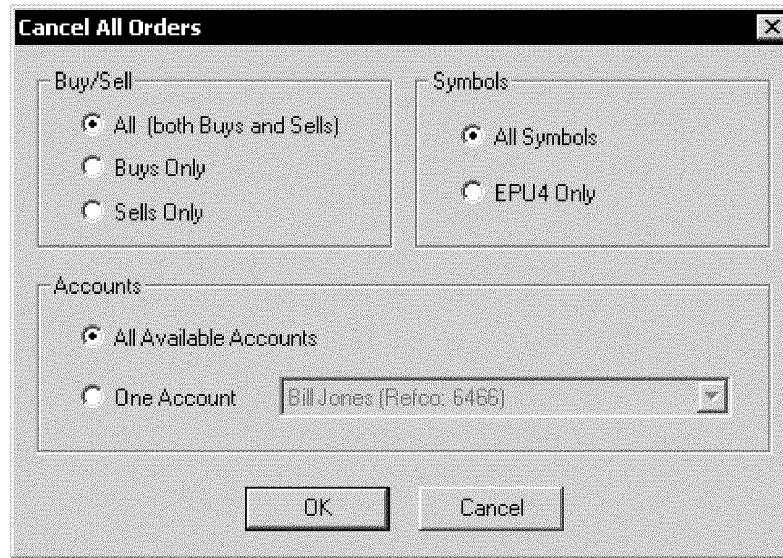 Cancel All Orders
Buy/Sell
All (both Buys and Sells)
Buys Only
Sells Only
Symbols
All Symbols
EPU4 Only
Accounts
All Available Accounts
One Account
Bill Jones (Refco: 6466)
OK
Cancel